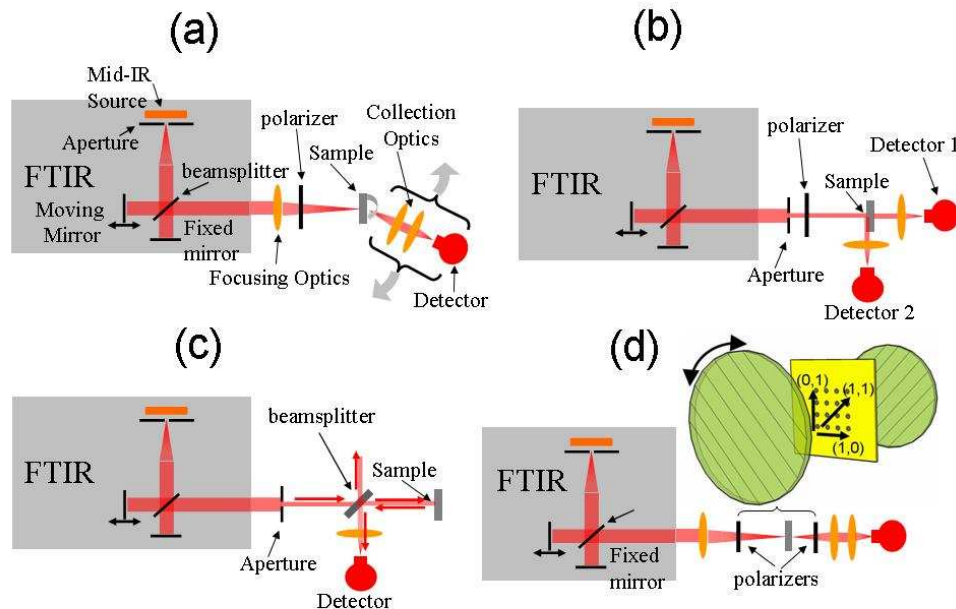 (a)
Mid-IR
Source
Aperture
polarizer
Collection
Optics
Sample
beamsplitter
FTIR
Moving
Mirror
Fixed
mirror
Focusing Optics
Detector
(b)
polarizer
Detector 1
Sample
FTIR
Aperture
Detector 2
(c)
beamsplitter
Sample
FTIR
Aperture
Detector
(d)
(0,1)
(1,1)
(1,0)
FTIR
Fixed
mirror
polarizers